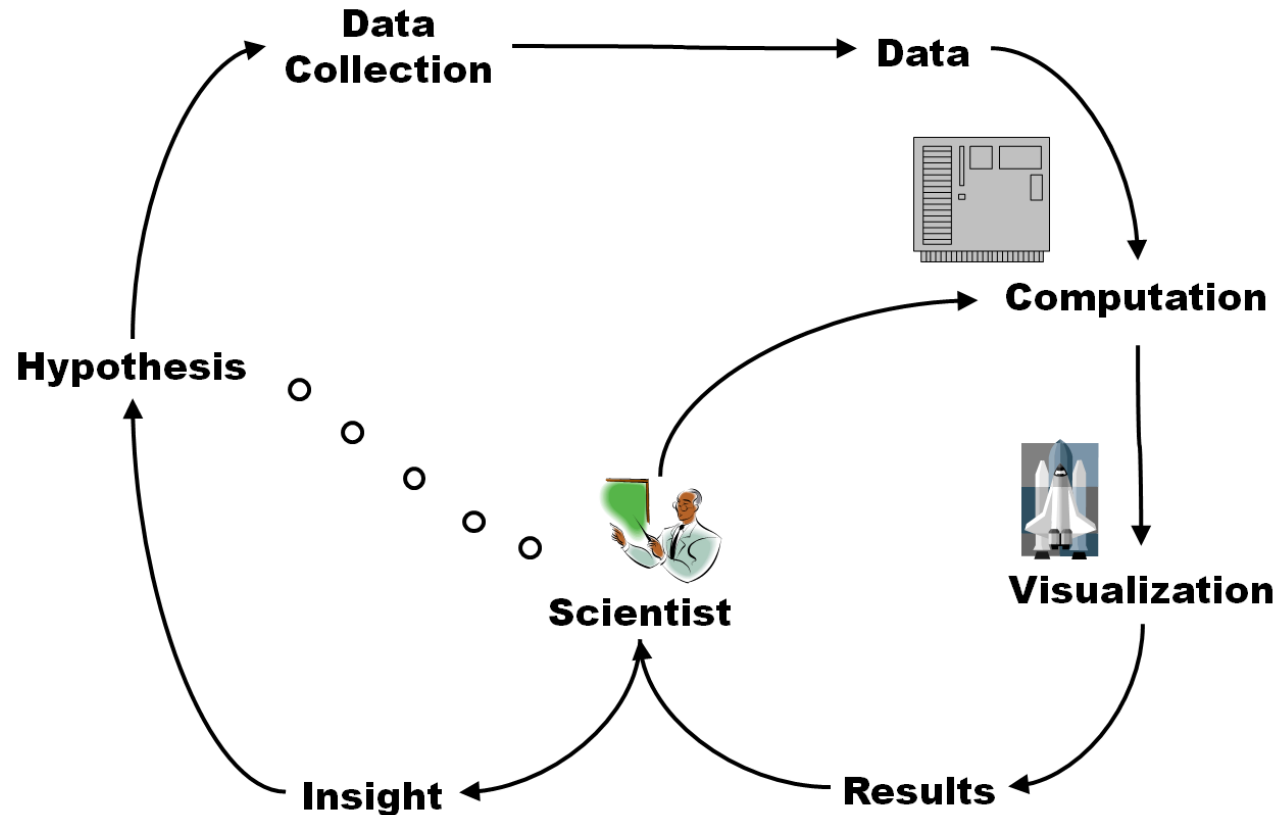 Data
Collection
Data
Computation
Hypothesis
Visualization
Scientist
Results
Insight